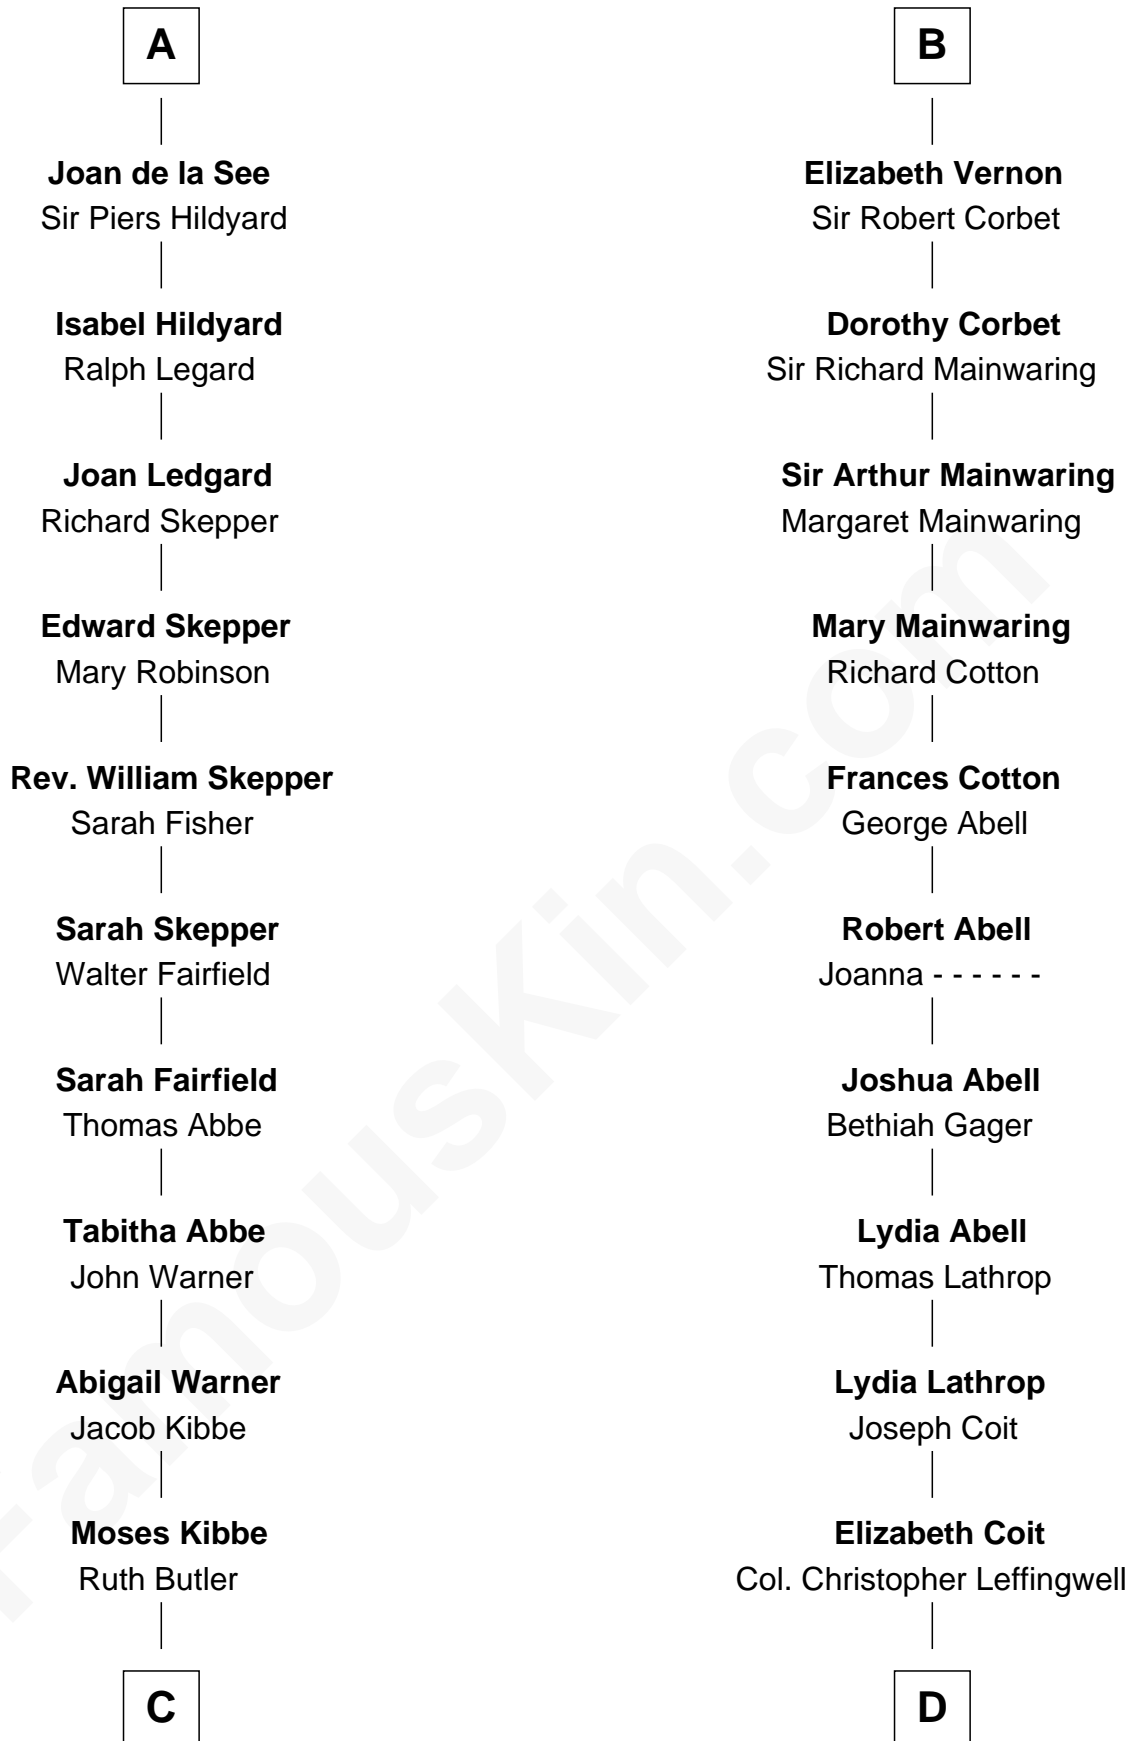 A
Joan de la See
Sir Piers Hildyard
Isabel Hildyard
Ralph Legard
Joan Ledgard
Richard Skepper
Edward Skepper
Mary Robinson
Rev. William Skepper
Sarah Fisher
Sarah Skepper
Walter Fairfield
Sarah Fairfield
Thomas Abbe
Tabitha Abbe
John Warner
Abigail Warner
Jacob Kibbe
Moses Kibbe
Ruth Butler
C
B
Elizabeth Vernon
Sir Robert Corbet
Dorothy Corbet
Sir Richard Mainwaring
Sir Arthur Mainwaring
Margaret Mainwaring
Mary Mainwaring
Richard Cotton
Frances Cotton
George Abell
Robert Abell
Joanna - - - - - -
Joshua Abell
Bethiah Gager
Lydia Abell
Thomas Lathrop
Lydia Lathrop
Joseph Coit
Elizabeth Coit
Col. Christopher Leffingwell
D
FamousKin.com